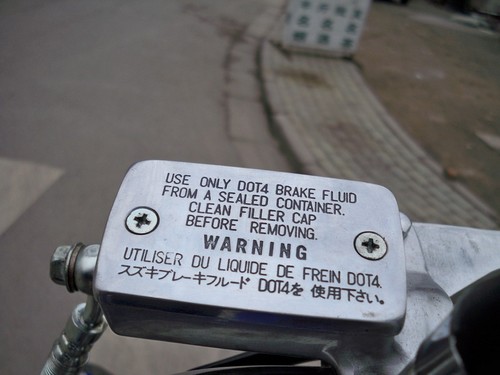 USE ONLY DOT4 BRAKE FLUID
FROM A SEALED CONTAINER.
CLEAN FILLER CAP
BEFORE REMOVING.
WARNING
UTILISER DU LIQUIDE DE FREIN DOT4.
スズキブレーキフルード DOT4を 使用下さい。